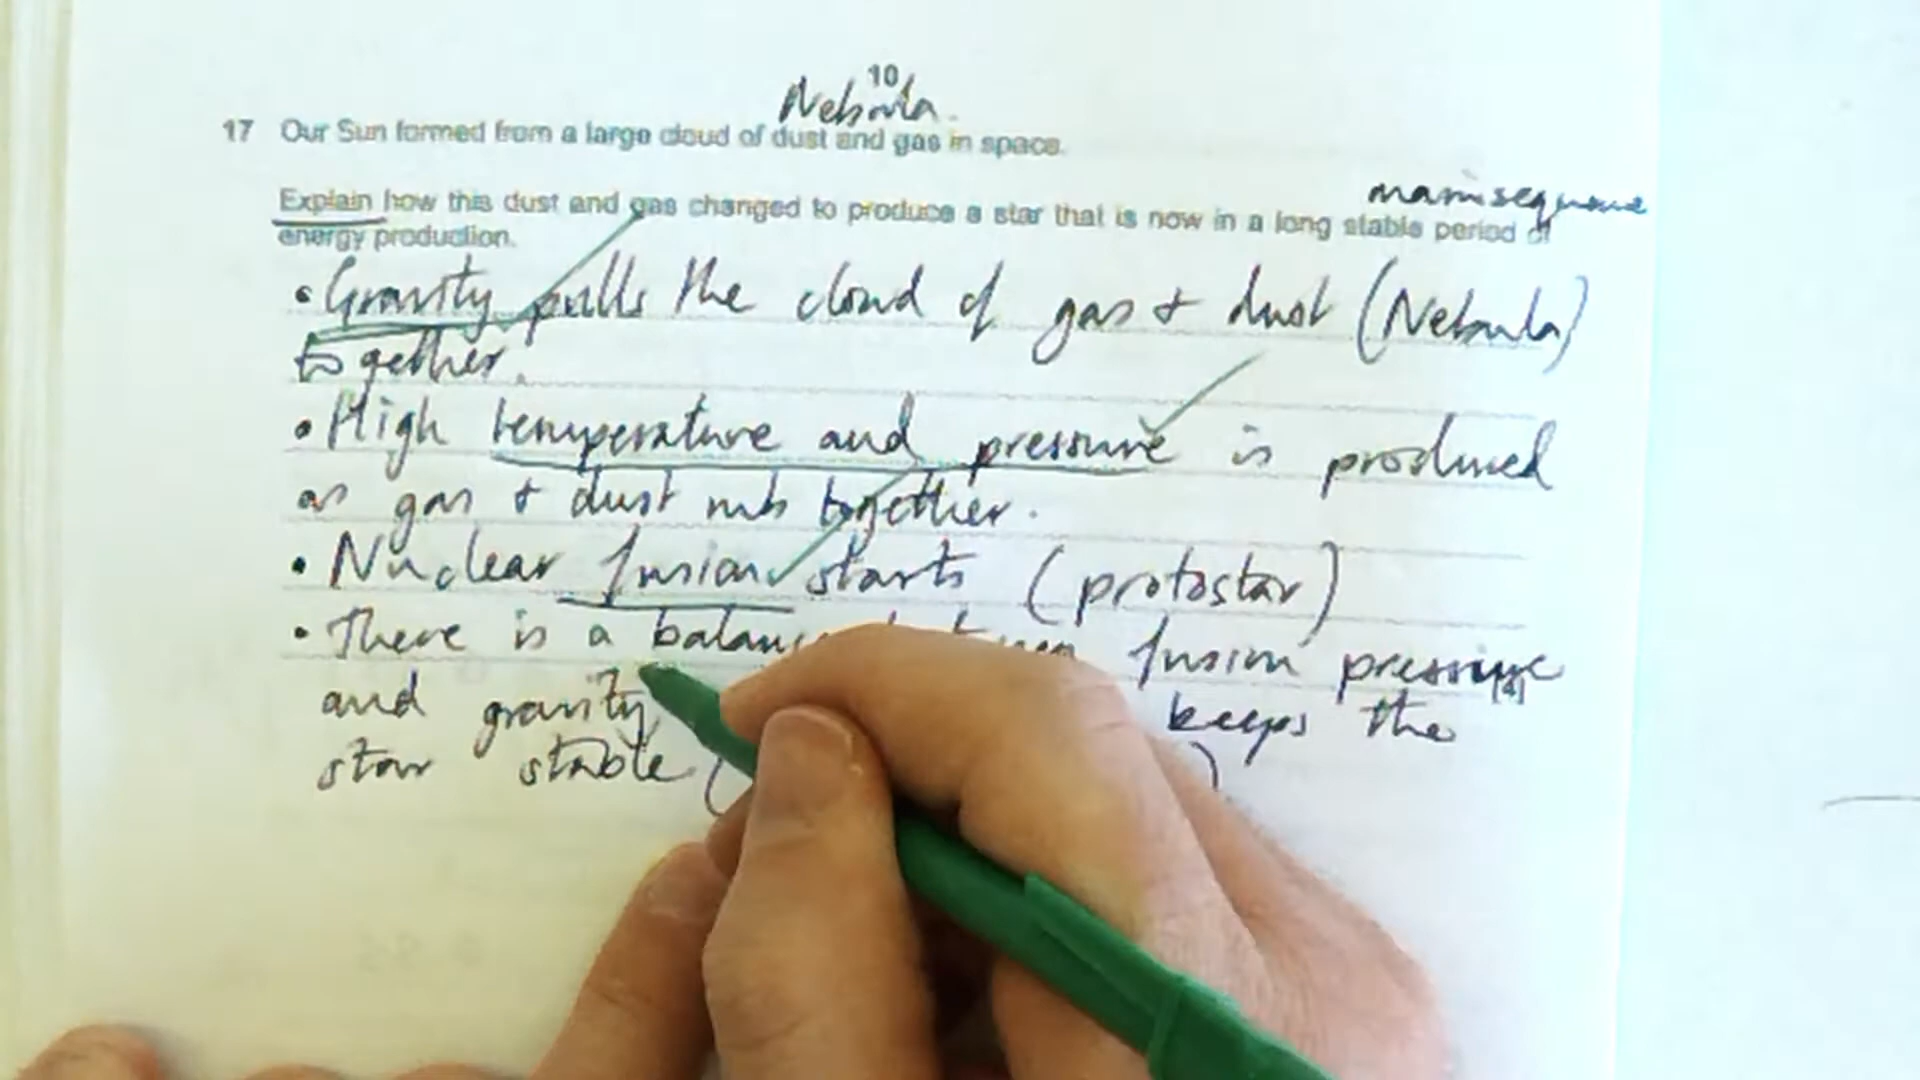 10
Nebula.
17 Our Sun formed from a large cloud of dust and gas in space.
main sequence
Explain how this dust and gas changed to produce a star that is now in a long stable period of
energy production.
• Gravity pulls the cloud of gas + dust (Nebula)
together.
• High temperature and pressure is produced
as gas + dust rub together.
• Nuclear fusion starts (protostar)
• There is a balance between fusion pressure
[4]
and gravity keeps the
star stable ( )